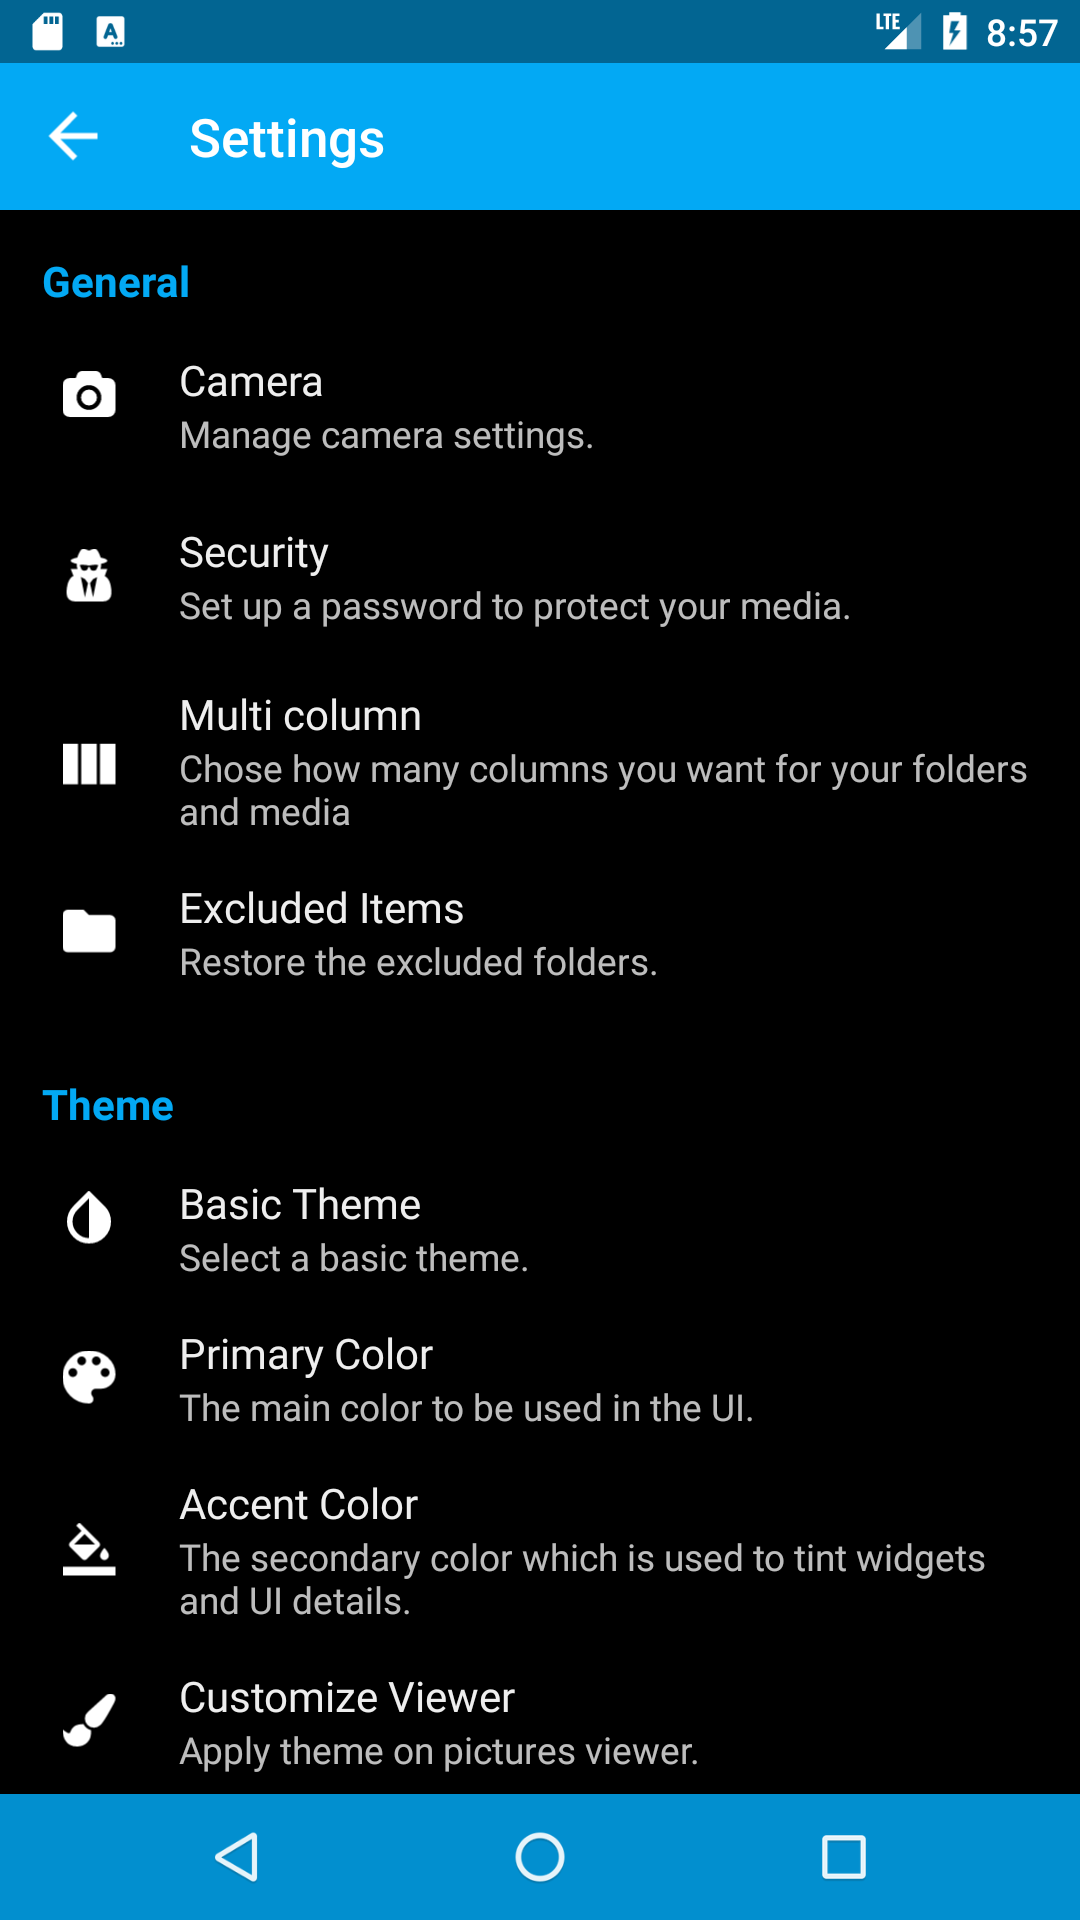 LTE 8:57
Settings
General
Camera
Manage camera settings.
Security
Set up a password to protect your media.
Multi column
Chose how many columns you want for your folders
and media
Excluded Items
Restore the excluded folders.
Theme
Basic Theme
Select a basic theme.
Primary Color
The main color to be used in the UI.
Accent Color
The secondary color which is used to tint widgets
and UI details.
Customize Viewer
Apply theme on pictures viewer.